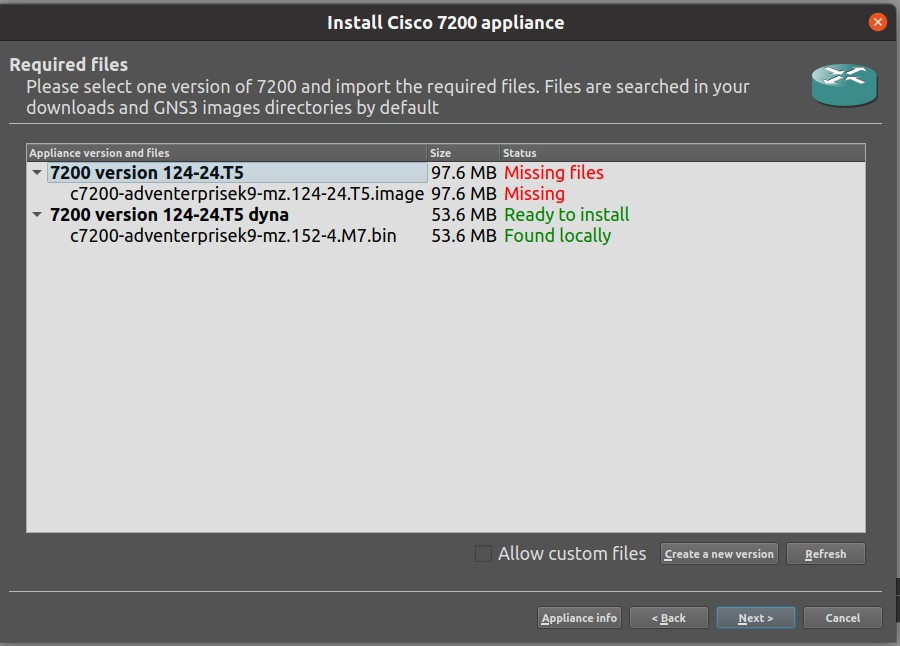 Install Cisco 7200 appliance
Required files
Please select one version of 7200 and import the required files. Files are searched in your
downloads and GNS3 images directories by default
Appliance version and files Size Status
7200 version 124-24.T5 97.6 MB Missing files
c7200-adventerprisek9-mz.124-24.T5.image 97.6 MB Missing
7200 version 124-24.T5 dyna 53.6 MB Ready to install
c7200-adventerprisek9-mz.152-4.M7.bin 53.6 MB Found locally
Allow custom files Create a new version Refresh
Appliance info < Back Next > Cancel